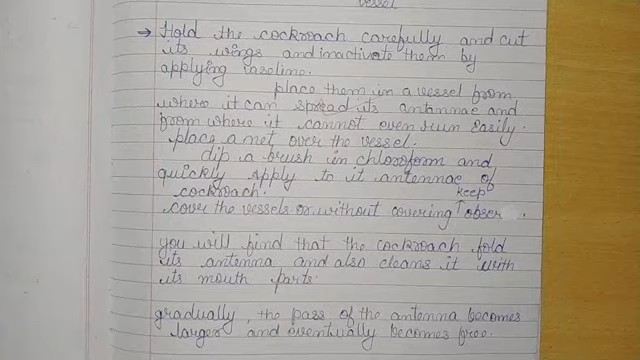 vessel
→ Hold the cockroach carefully and cut
its wings and inactivate them by
applying vaseline.
place them in a vessel from
where it can spread its antannae and
from where it cannot even run easily.
place a net over the vessel.
dip a brush in chloroform and
quickly apply to it antennae of
cockroach.
keep
cover the vessels or without covering ↑ obser
you will find that the cockroach fold
its antenna and also cleans it with
its mouth parts.
gradually, the pass of the antenna becomes
larger and eventually becomes free.